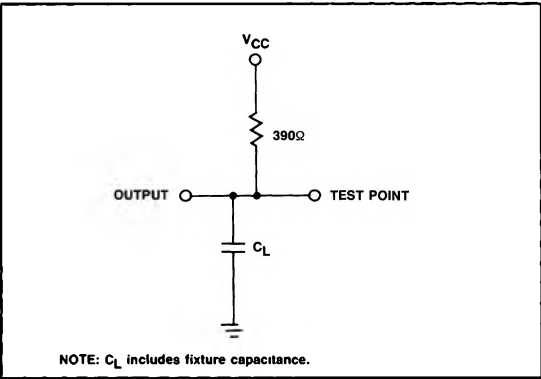 VCC
390Ω
OUTPUT
TEST POINT
CL
NOTE: CL includes fixture capacitance.